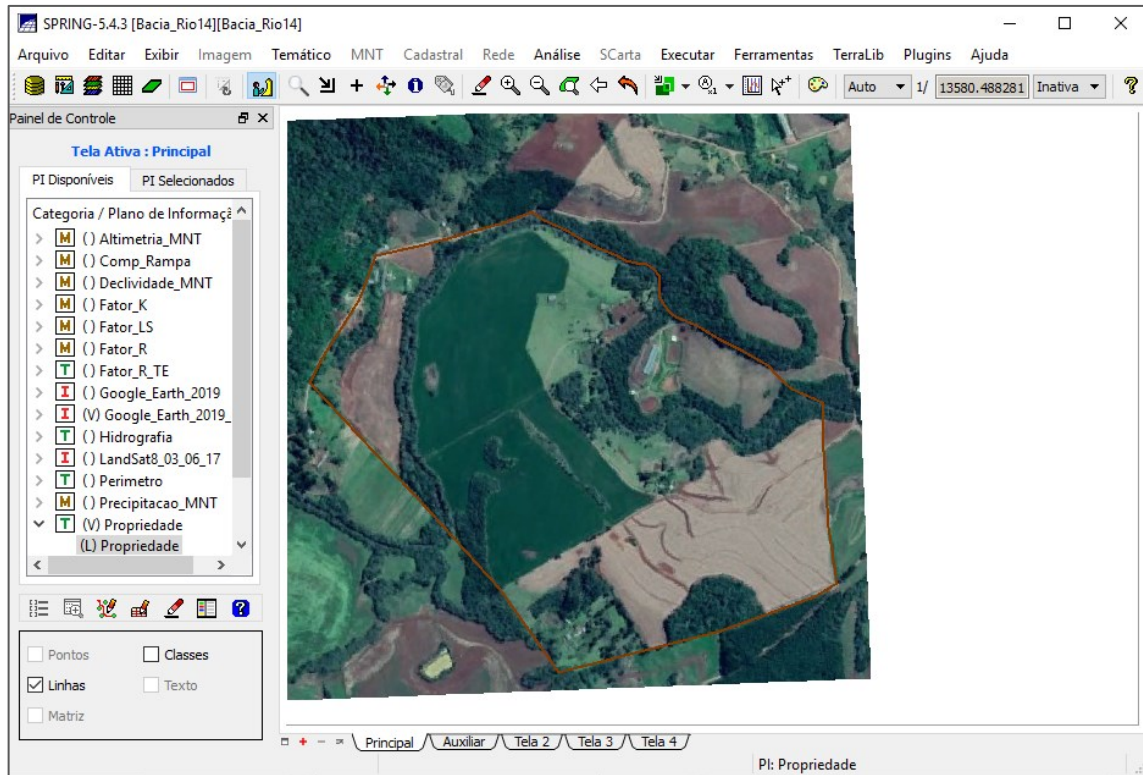 SPRING-5.4.3 [Bacia_Rio14][Bacia_Rio14]
Arquivo Editar Exibir Imagem Temático MNT Cadastral Rede Análise SCarta Executar Ferramentas TerraLib Plugins Ajuda
Auto 1/ 13580.488281 Inativa
Painel de Controle
Tela Ativa : Principal
PI Disponíveis PI Selecionados
Categoria / Plano de Informaçã
M () Altimetria_MNT
M () Comp_Rampa
M () Declividade_MNT
M () Fator_K
M () Fator_LS
M () Fator_R
T () Fator_R_TE
I () Google_Earth_2019
I (V) Google_Earth_2019_
T () Hidrografia
I () LandSat8_03_06_17
T () Perimetro
M () Precipitacao_MNT
T (V) Propriedade
(L) Propriedade
Pontos Classes
Linhas Texto
Matriz
Principal Auxiliar Tela 2 Tela 3 Tela 4
PI: Propriedade